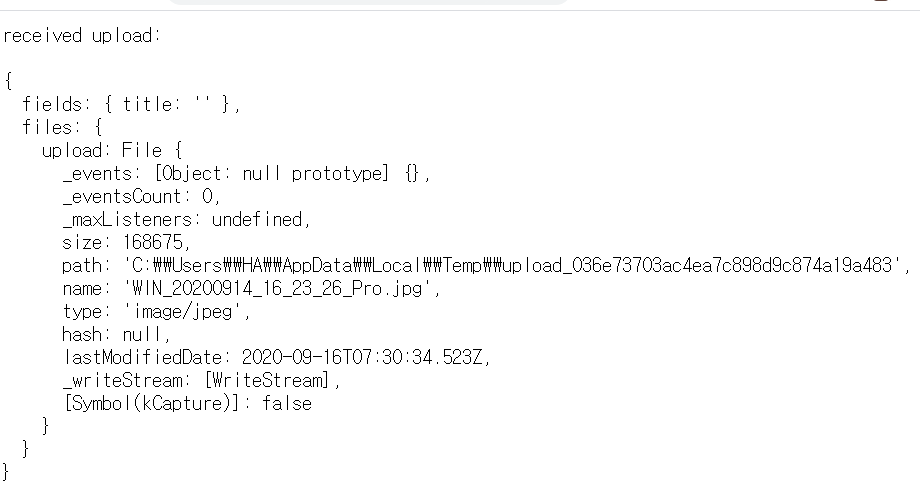 received upload:
{
fields: { title: '' },
files: {
upload: File {
_events: [Object: null prototype] {},
_eventsCount: 0,
_maxListeners: undefined,
size: 168675,
path: 'C:₩₩Users₩₩HA₩₩AppData₩₩Local₩₩Temp₩₩upload_036e73703ac4ea7c898d9c874a19a483',
name: 'WIN_20200914_16_23_26_Pro.jpg',
type: 'image/jpeg',
hash: null,
lastModifiedDate: 2020-09-16T07:30:34.523Z,
_writeStream: [WriteStream],
[Symbol(kCapture)]: false
}
}
}